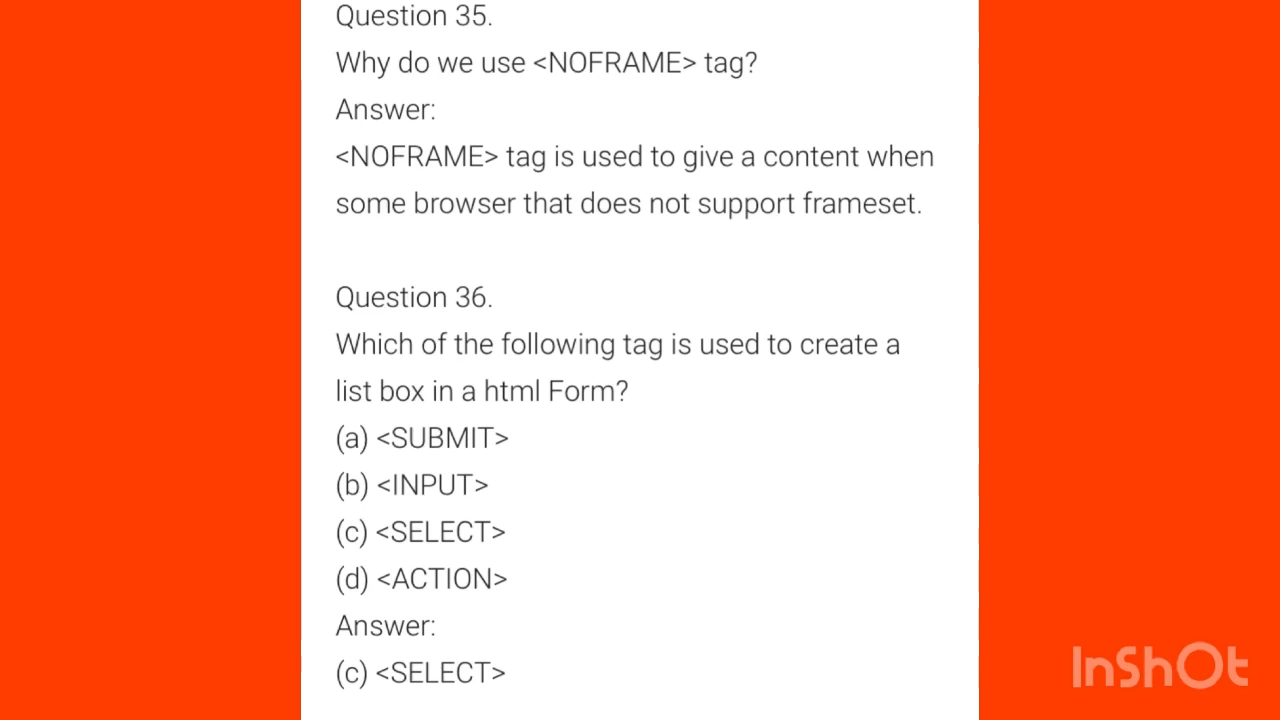 Question 35.
Why do we use <NOFRAME> tag?
Answer:
<NOFRAME> tag is used to give a content when
some browser that does not support frameset.
Question 36.
Which of the following tag is used to create a
list box in a html Form?
(a) <SUBMIT>
(b) <INPUT>
(c) <SELECT>
(d) <ACTION>
Answer:
(c) <SELECT>
InShOt